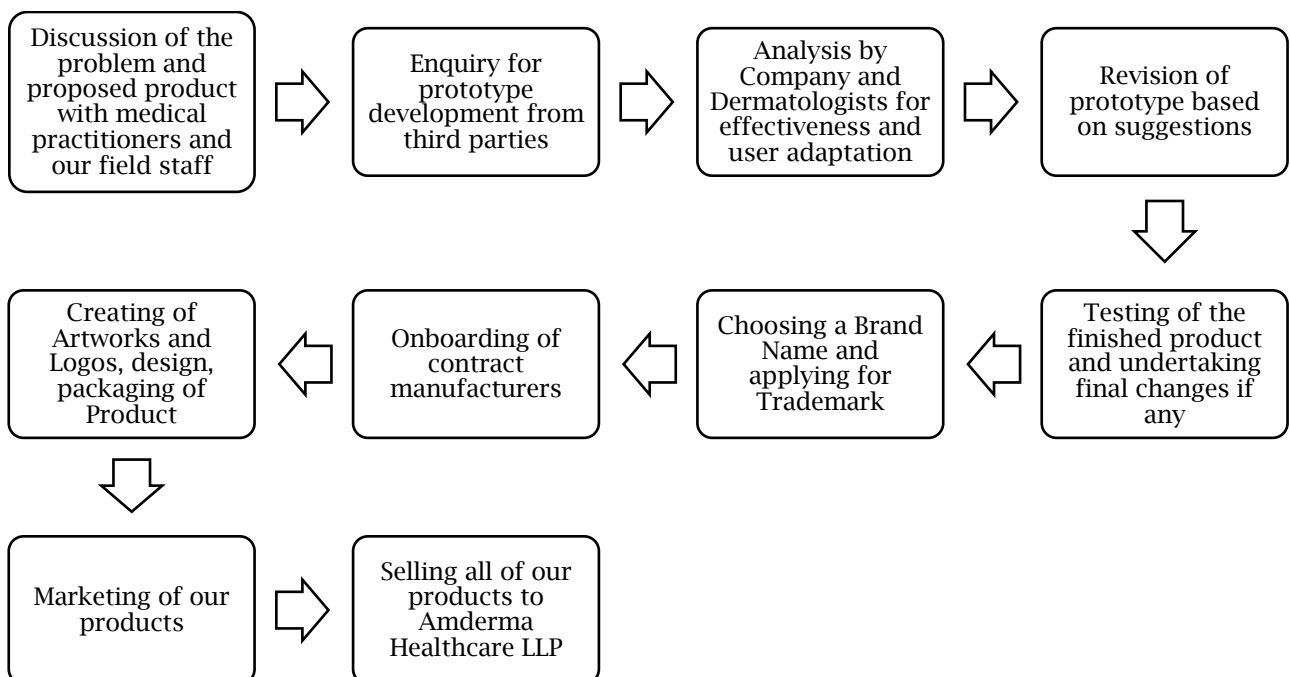 Discussion of the
problem and
proposed product
with medical
practitioners and
our field staff
Enquiry for
prototype
development from
third parties
Analysis by
Company and
Dermatologists for
effectiveness and
user adaptation
Revision of
prototype based
on suggestions
Testing of the
finished product
and undertaking
final changes if
any
Choosing a Brand
Name and
applying for
Trademark
Onboarding of
contract
manufacturers
Creating of
Artworks and
Logos, design,
packaging of
Product
Marketing of our
products
Selling all of our
products to
Amderma
Healthcare LLP